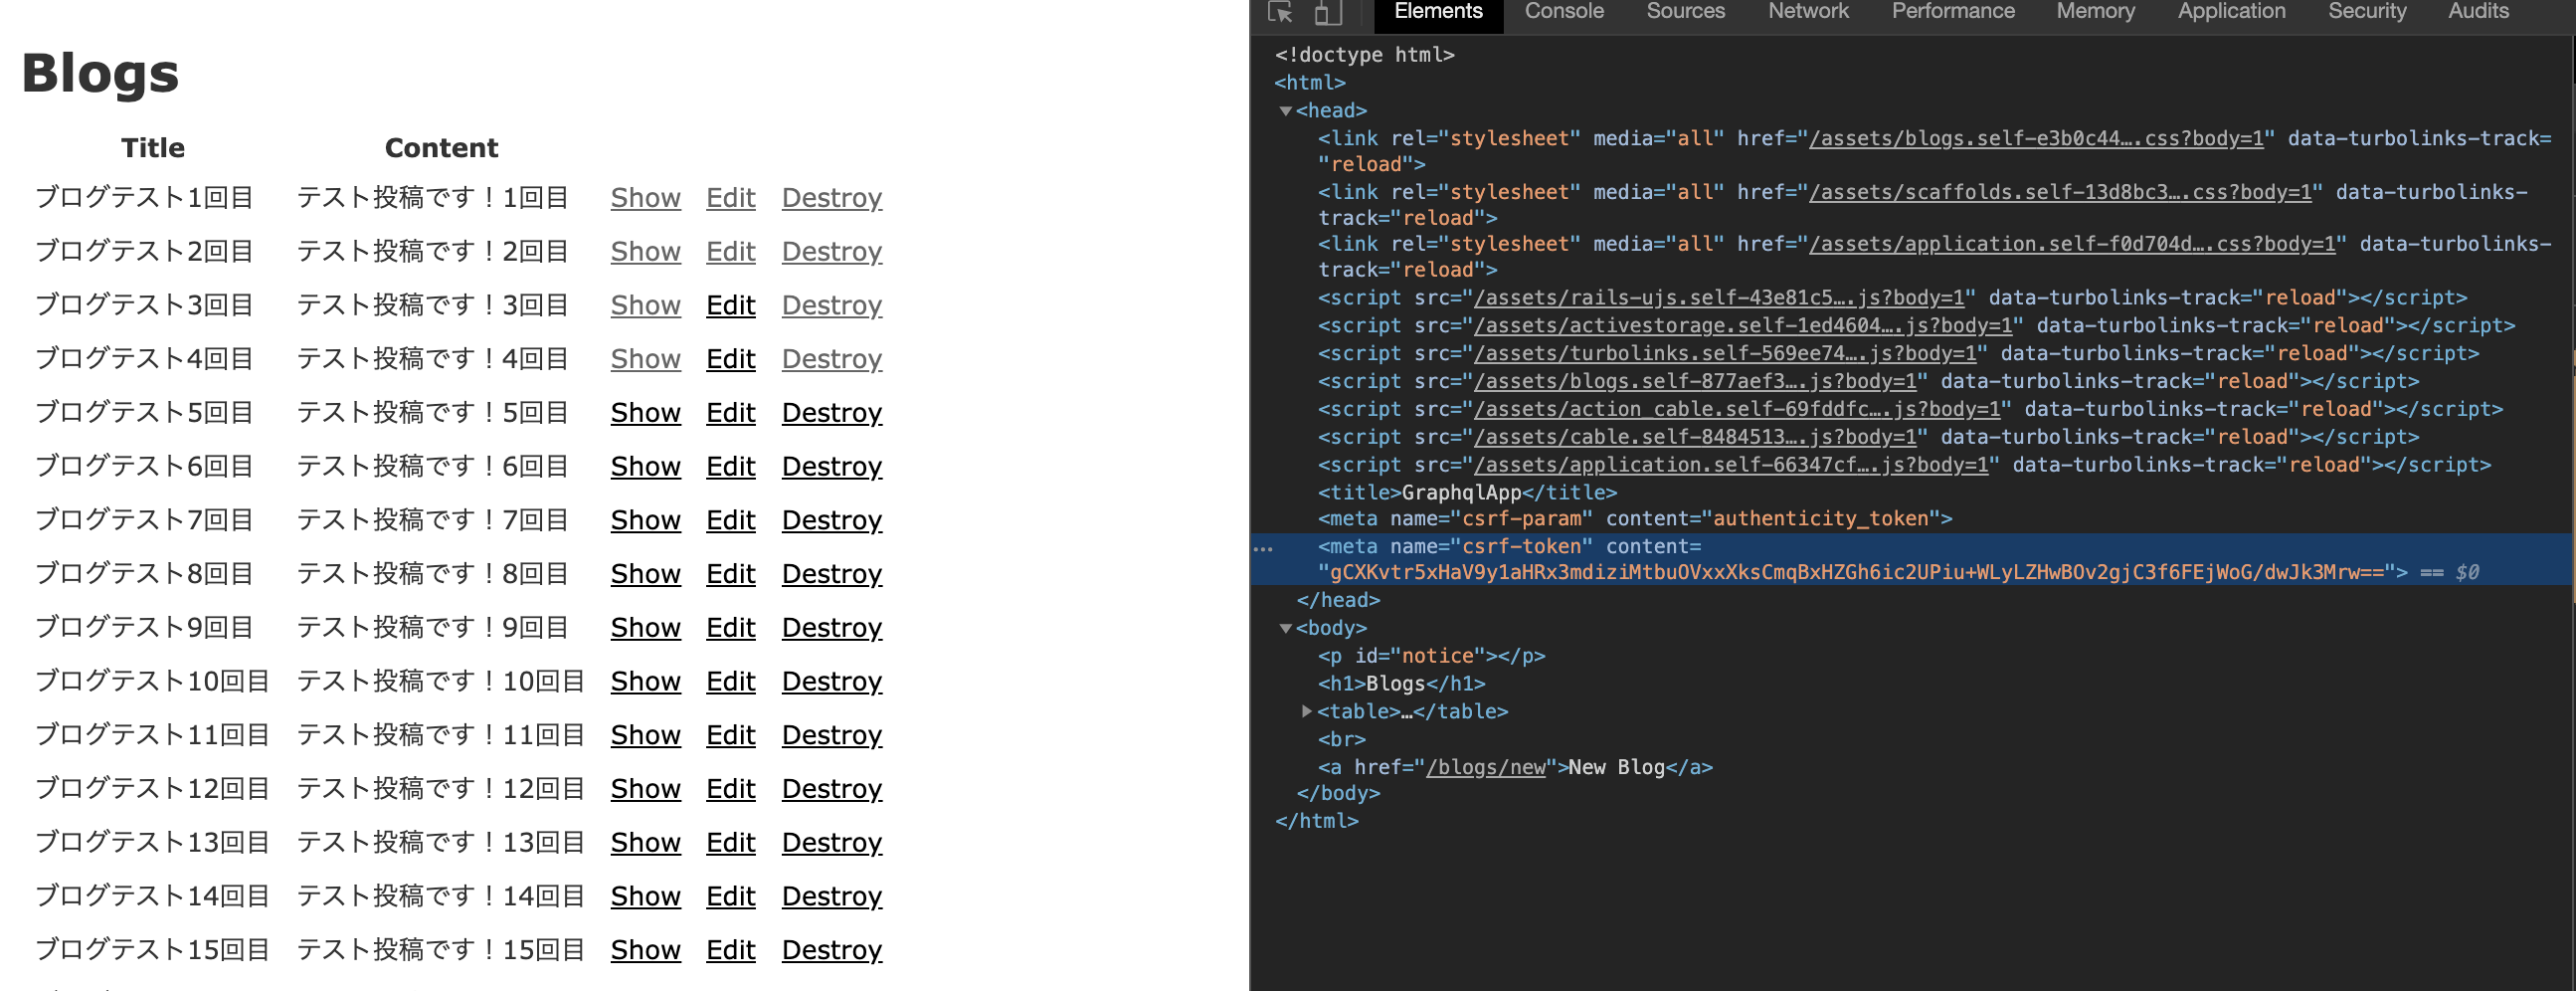 Blogs
Title Content
ブログテスト1回目 テスト投稿です！1回目 Show Edit Destroy
ブログテスト2回目 テスト投稿です！2回目 Show Edit Destroy
ブログテスト3回目 テスト投稿です！3回目 Show Edit Destroy
ブログテスト4回目 テスト投稿です！4回目 Show Edit Destroy
ブログテスト5回目 テスト投稿です！5回目 Show Edit Destroy
ブログテスト6回目 テスト投稿です！6回目 Show Edit Destroy
ブログテスト7回目 テスト投稿です！7回目 Show Edit Destroy
ブログテスト8回目 テスト投稿です！8回目 Show Edit Destroy
ブログテスト9回目 テスト投稿です！9回目 Show Edit Destroy
ブログテスト10回目 テスト投稿です！10回目 Show Edit Destroy
ブログテスト11回目 テスト投稿です！11回目 Show Edit Destroy
ブログテスト12回目 テスト投稿です！12回目 Show Edit Destroy
ブログテスト13回目 テスト投稿です！13回目 Show Edit Destroy
ブログテスト14回目 テスト投稿です！14回目 Show Edit Destroy
ブログテスト15回目 テスト投稿です！15回目 Show Edit Destroy
Elements Console Sources Network Performance Memory Application Security Audits
<!doctype html>
<html>
<head>
<link rel="stylesheet" media="all" href="/assets/blogs.self-e3b0c44….css?body=1" data-turbolinks-track=
"reload">
<link rel="stylesheet" media="all" href="/assets/scaffolds.self-13d8bc3….css?body=1" data-turbolinks-
track="reload">
<link rel="stylesheet" media="all" href="/assets/application.self-f0d704d….css?body=1" data-turbolinks-
track="reload">
<script src="/assets/rails-ujs.self-43e81c5….js?body=1" data-turbolinks-track="reload"></script>
<script src="/assets/activestorage.self-1ed4604….js?body=1" data-turbolinks-track="reload"></script>
<script src="/assets/turbolinks.self-569ee74….js?body=1" data-turbolinks-track="reload"></script>
<script src="/assets/blogs.self-877aef3….js?body=1" data-turbolinks-track="reload"></script>
<script src="/assets/action_cable.self-69fddfc….js?body=1" data-turbolinks-track="reload"></script>
<script src="/assets/cable.self-8484513….js?body=1" data-turbolinks-track="reload"></script>
<script src="/assets/application.self-66347cf….js?body=1" data-turbolinks-track="reload"></script>
<title>GraphqlApp</title>
<meta name="csrf-param" content="authenticity_token">
<meta name="csrf-token" content=
"gCXKvtr5xHaV9y1aHRx3mdiziMtbuOVxxXksCmqBxHZGh6ic2UPiu+WLyLZHwBOv2gjC3f6FEjWoG/dwJk3Mrw=="> == $0
</head>
<body>
<p id="notice"></p>
<h1>Blogs</h1>
<table>…</table>
<br>
<a href="/blogs/new">New Blog</a>
</body>
</html>